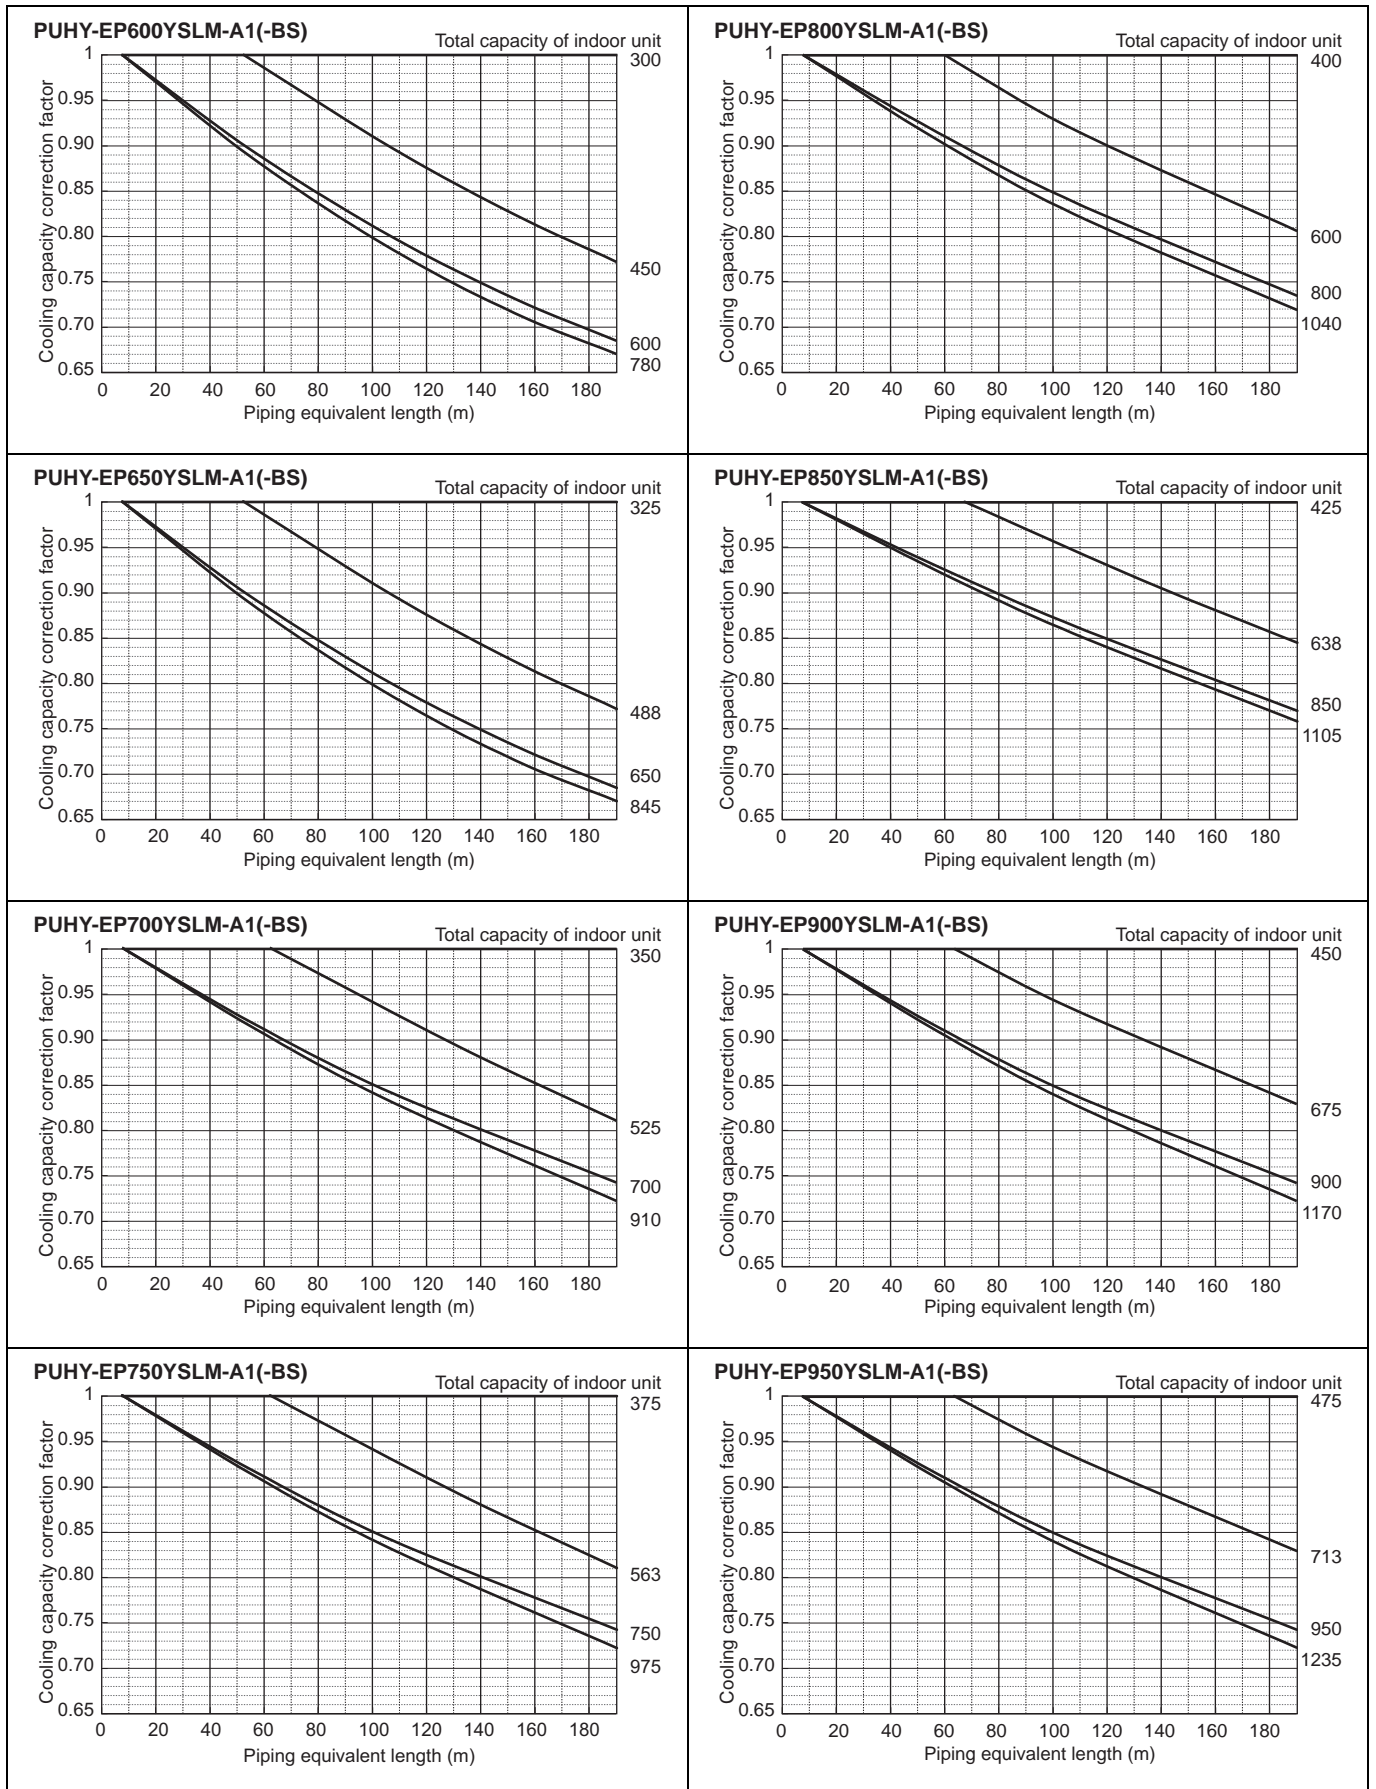 PUHY-EP600YSLM-A1(-BS)
Total capacity of indoor unit
Cooling capacity correction factor
1
0.95
0.90
0.85
0.80
0.75
0.70
0.65
300
450
600
780
0 20 40 60 80 100 120 140 160 180
Piping equivalent length (m)
PUHY-EP800YSLM-A1(-BS)
Total capacity of indoor unit
Cooling capacity correction factor
1
0.95
0.90
0.85
0.80
0.75
0.70
0.65
400
600
800
1040
0 20 40 60 80 100 120 140 160 180
Piping equivalent length (m)
PUHY-EP650YSLM-A1(-BS)
Total capacity of indoor unit
Cooling capacity correction factor
1
0.95
0.90
0.85
0.80
0.75
0.70
0.65
325
488
650
845
0 20 40 60 80 100 120 140 160 180
Piping equivalent length (m)
PUHY-EP850YSLM-A1(-BS)
Total capacity of indoor unit
Cooling capacity correction factor
1
0.95
0.90
0.85
0.80
0.75
0.70
0.65
425
638
850
1105
0 20 40 60 80 100 120 140 160 180
Piping equivalent length (m)
PUHY-EP700YSLM-A1(-BS)
Total capacity of indoor unit
Cooling capacity correction factor
1
0.95
0.90
0.85
0.80
0.75
0.70
0.65
350
525
700
910
0 20 40 60 80 100 120 140 160 180
Piping equivalent length (m)
PUHY-EP900YSLM-A1(-BS)
Total capacity of indoor unit
Cooling capacity correction factor
1
0.95
0.90
0.85
0.80
0.75
0.70
0.65
450
675
900
1170
0 20 40 60 80 100 120 140 160 180
Piping equivalent length (m)
PUHY-EP750YSLM-A1(-BS)
Total capacity of indoor unit
Cooling capacity correction factor
1
0.95
0.90
0.85
0.80
0.75
0.70
0.65
375
563
750
975
0 20 40 60 80 100 120 140 160 180
Piping equivalent length (m)
PUHY-EP950YSLM-A1(-BS)
Total capacity of indoor unit
Cooling capacity correction factor
1
0.95
0.90
0.85
0.80
0.75
0.70
0.65
475
713
950
1235
0 20 40 60 80 100 120 140 160 180
Piping equivalent length (m)